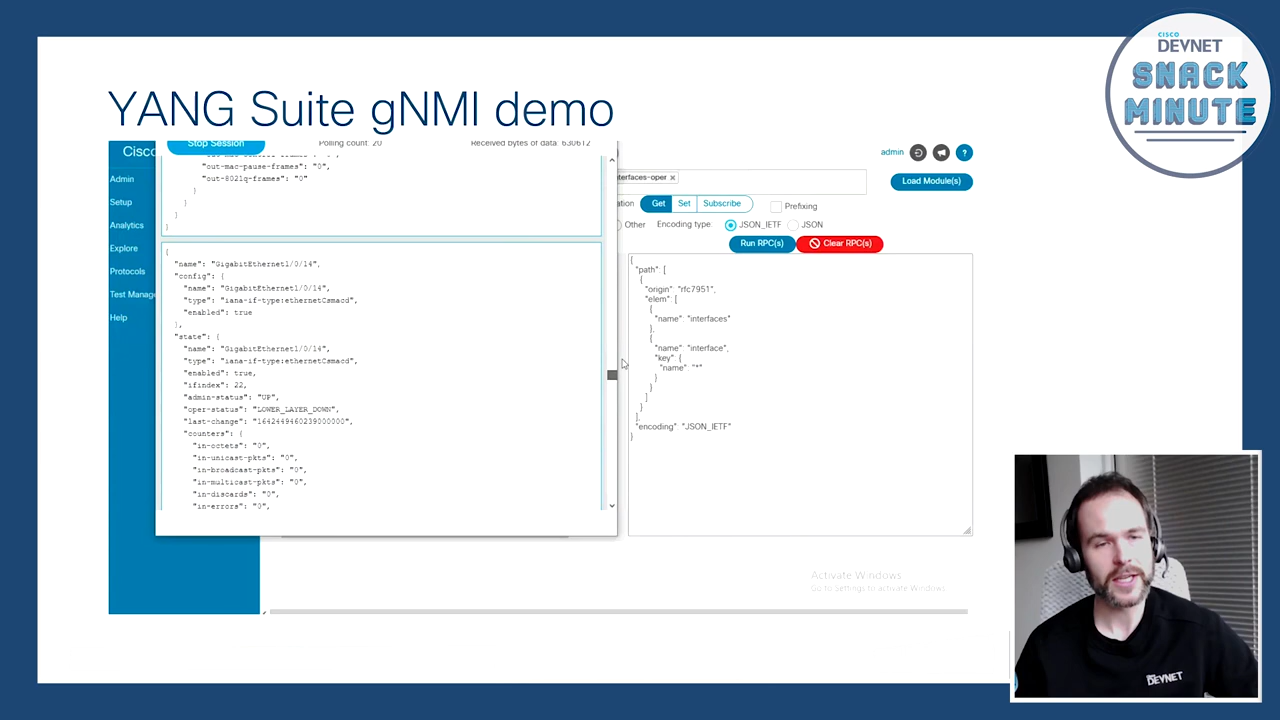 CISCO
DEVNET
SNACK
MINUTE
YANG Suite gNMI demo
Cisco
Admin
Setup
Analytics
Explore
Protocols
Test Manag
Help
Stop Session
Polling count: 20
Received bytes of data: 630612
"out-mac-pause-frames": "0",
"out-8021q-frames": "0"
}
}
]
}
{
"name": "GigabitEthernet1/0/14",
"config": {
"name": "GigabitEthernet1/0/14",
"type": "iana-if-type:ethernetCsmacd",
"enabled": true
},
"state": {
"name": "GigabitEthernet1/0/14",
"type": "iana-if-type:ethernetCsmacd",
"enabled": true,
"ifindex": 22,
"admin-status": "UP",
"oper-status": "LOWER_LAYER_DOWN",
"last-change": "1642449460239000000",
"counters": {
"in-octets": "0",
"in-unicast-pkts": "0",
"in-broadcast-pkts": "0",
"in-multicast-pkts": "0",
"in-discards": "0",
"in-errors": "0",
admin ?
terfaces-oper ×
Load Module(s)
ation Get Set Subscribe Prefixing
Other Encoding type: JSON_IETF JSON
Run RPC(s) Clear RPC(s)
{
"path": [
{
"origin": "rfc7951",
"elem": [
{
"name": "interfaces"
},
{
"name": "interface",
"key": {
"name": "*"
}
}
]
}
],
"encoding": "JSON_IETF"
}
Activate Windows
Go to Settings to activate Windows.
DEVNET